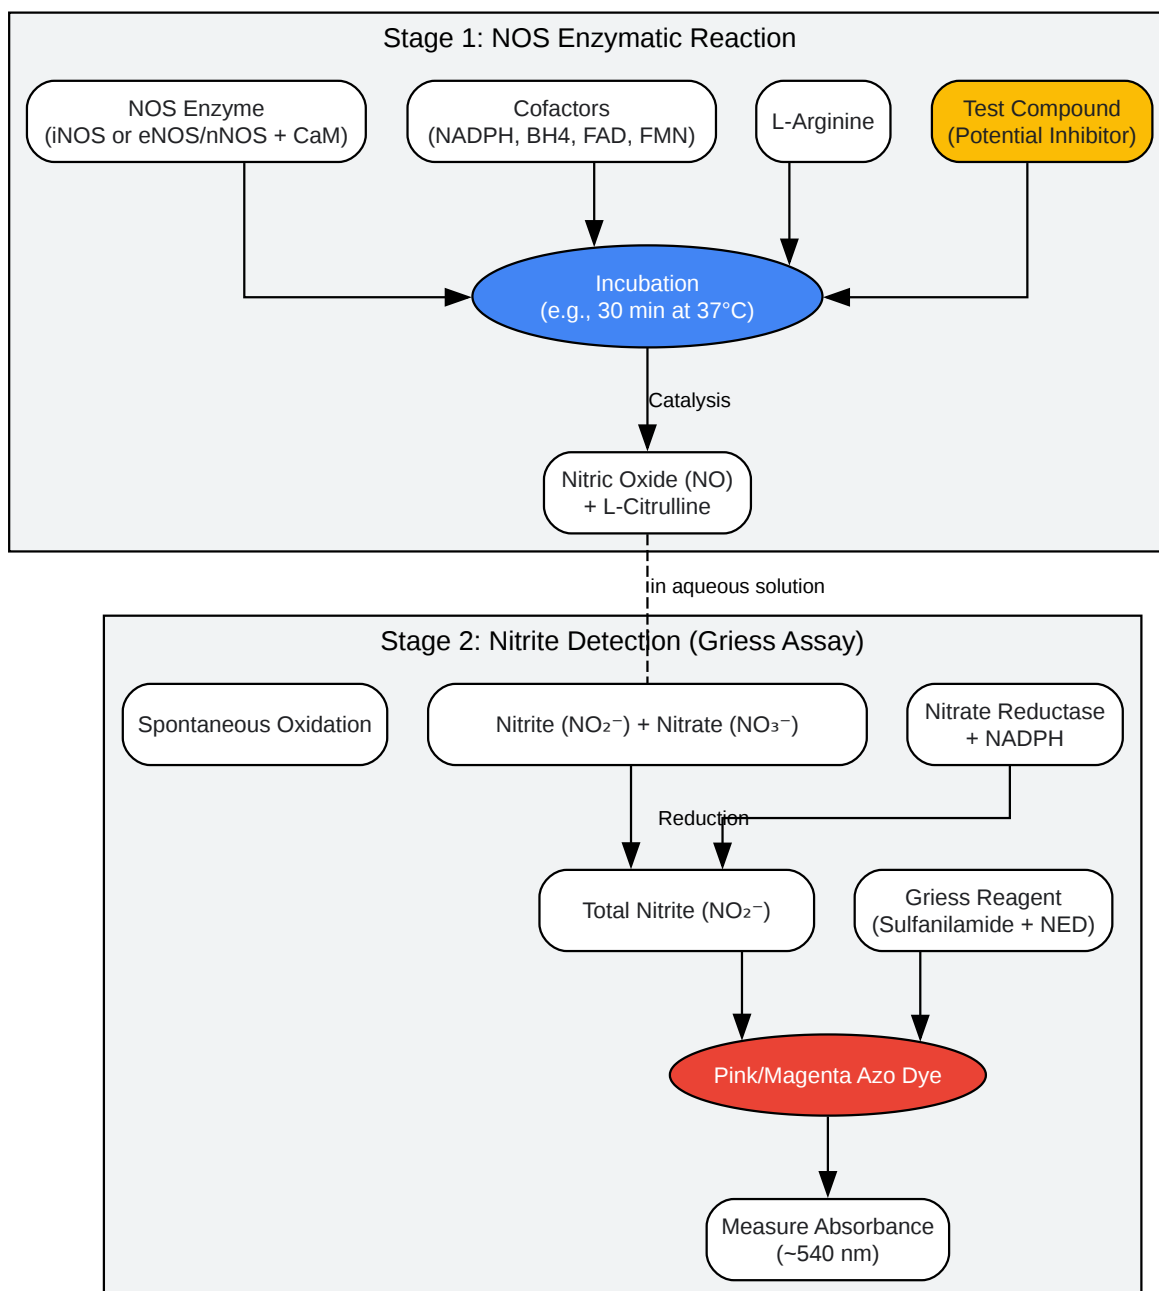 Stage 1: NOS Enzymatic Reaction
NOS Enzyme
(iNOS or eNOS/nNOS + CaM)
Cofactors
(NADPH, BH4, FAD, FMN)
L-Arginine
Test Compound
(Potential Inhibitor)
Incubation
(e.g., 30 min at 37°C)
Catalysis
Nitric Oxide (NO)
+ L-Citrulline
in aqueous solution
Stage 2: Nitrite Detection (Griess Assay)
Spontaneous Oxidation
Nitrite (NO₂⁻) + Nitrate (NO₃⁻)
Nitrate Reductase
+ NADPH
Reduction
Total Nitrite (NO₂⁻)
Griess Reagent
(Sulfanilamide + NED)
Pink/Magenta Azo Dye
Measure Absorbance
(~540 nm)